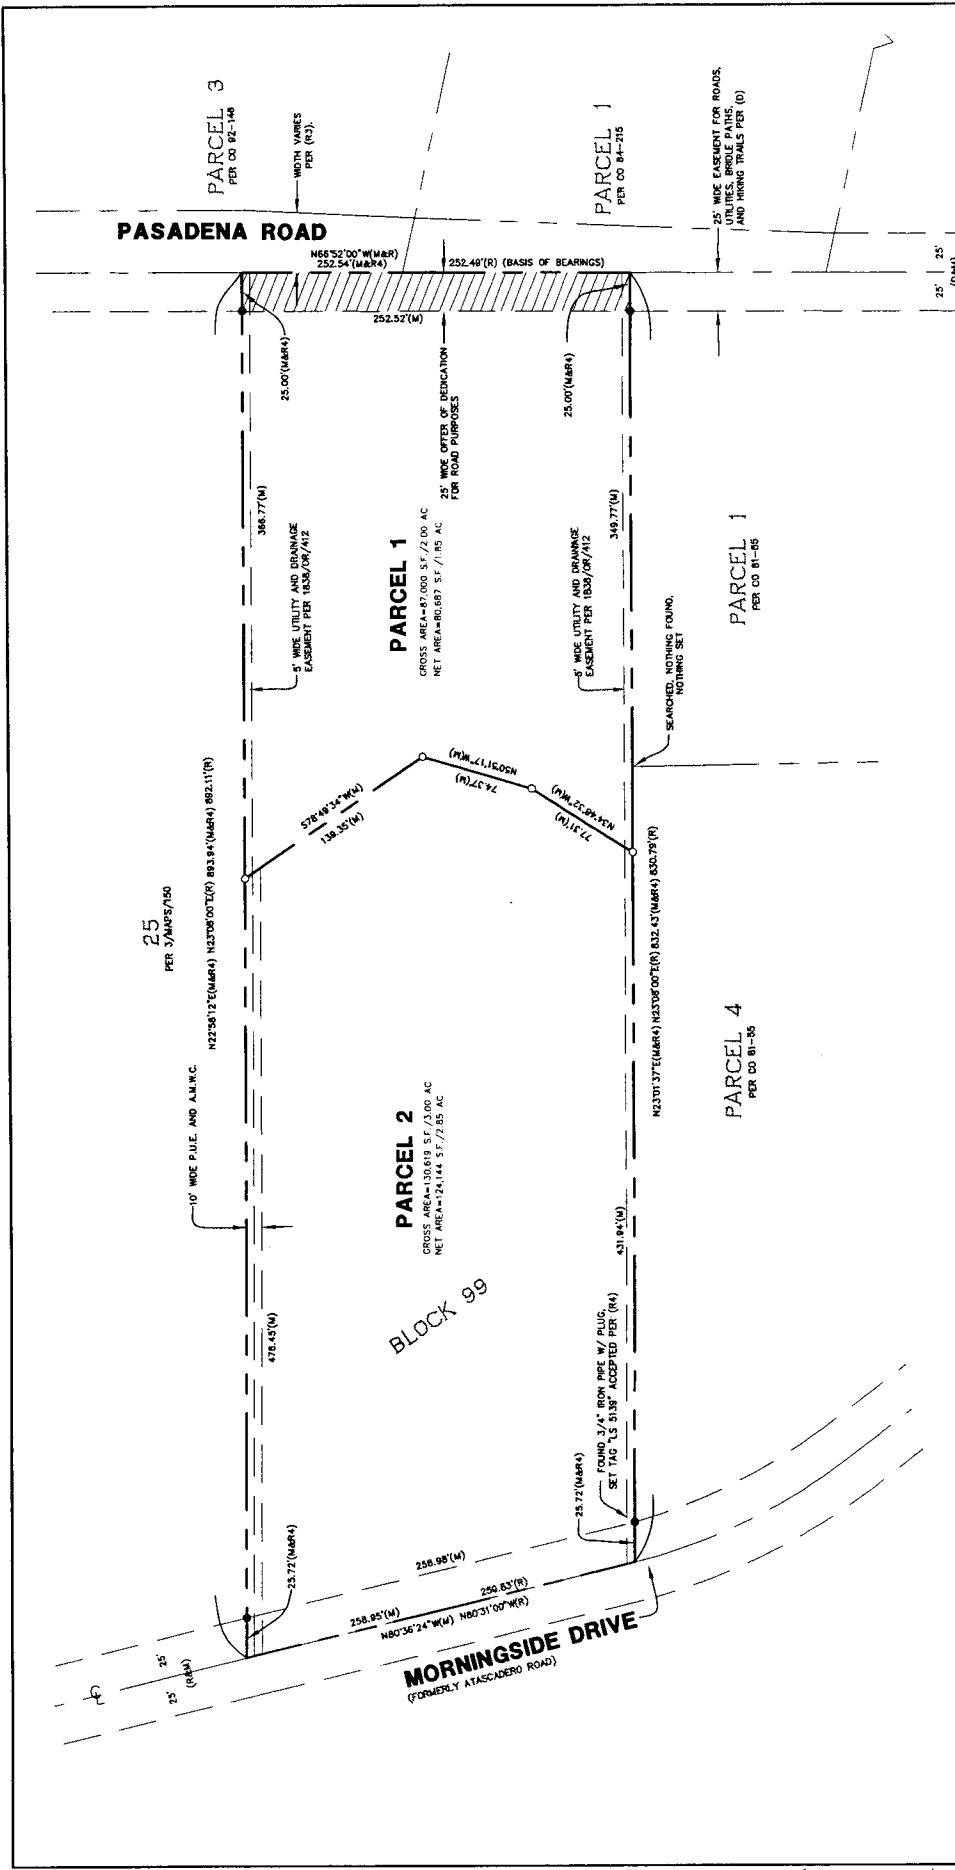 PARCEL 3
PER CO 92-148
WIDTH VARIES
PER (R3).
PARCEL 1
PER CO 84-215
25' WIDE EASEMENT FOR ROADS,
UTILITIES, BRIDLE PATHS,
AND HIKING TRAILS PER (D)
PASADENA ROAD
N66°52'00"W(M&R)
252.54'(M&R4)
252.49'(R) (BASIS OF BEARINGS)
25'
25'
252.52'(M)
25.00'(M&R4)
25.00'(M&R4)
25' WIDE OFFER OF DEDICATION
FOR ROAD PURPOSES
366.77'(M)
349.77'(M)
5' WIDE UTILITY AND DRAINAGE
EASEMENT PER 1838/OR/412
PARCEL 1
GROSS AREA=87,000 S.F./2.00 AC
NET AREA=80,687 S.F./1.85 AC
5' WIDE UTILITY AND DRAINAGE
EASEMENT PER 1838/OR/412
PARCEL 1
PER CO 81-85
SEARCHED, NOTHING FOUND,
NOTHING SET
S78°49'34"W(M)
139.35'(M)
N50°51'17"W(M)
74.37'(M)
N34°48'32"W(M)
77.31'(M)
25
PER 3/MAPS/150
N22°58'12"E(M&R4) N23°08'00"E(R) 893.94'(M&R4) 892.11'(R)
N23°01'37"E(M&R4) N23°08'00"E(R) 832.43'(M&R4) 830.79'(R)
10' WIDE P.U.E. AND A.M.W.C.
PARCEL 2
GROSS AREA=130,619 S.F./3.00 AC
NET AREA=124,144 S.F./2.85 AC
PARCEL 4
PER CO 81-85
BLOCK 99
478.45'(M)
431.94'(M)
FOUND 3/4" IRON PIPE W/ PLUG,
SET TAG "LS 5139" ACCEPTED PER (R4)
25.72'(M&R4)
25.72'(M&R4)
258.98'(M)
258.95'(M)
259.83'(R)
N80°36'24"W(M) N80°31'00"W(R)
25'
25'
(R&M)
MORNINGSIDE DRIVE
(FORMERLY ATASCADERO ROAD)